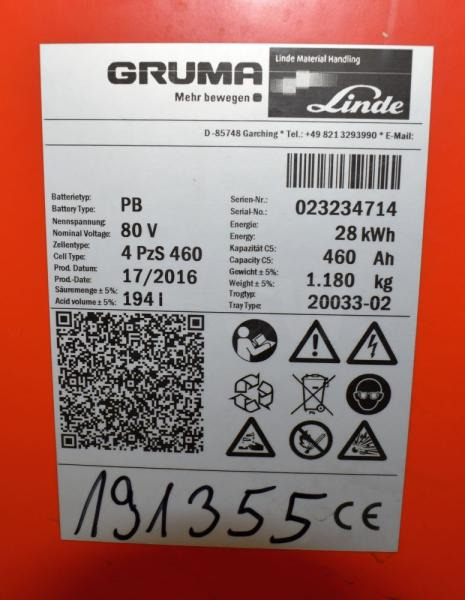 GRUMA
Mehr bewegen
Linde Material Handling
Linde
D-85748 Garching * Tel.: +49 821 3293990 * E-Mail:
Batterietyp:
Battery Type: PB
Nennspannung:
Nominal Voltage: 80 V
Zellentype:
Cell Type: 4 PzS 460
Prod. Datum:
Prod.-Date: 17/2016
Säuremenge ± 5%:
Acid volume ± 5%: 194 l
Serien-Nr.:
Serial-No.: 023234714
Energie:
Energy: 28 kWh
Kapazität C5:
Capacity C5: 460 Ah
Gewicht ± 5%:
Weight ± 5%: 1.180 kg
Trogtyp:
Tray Type: 20033-02
191355
CE